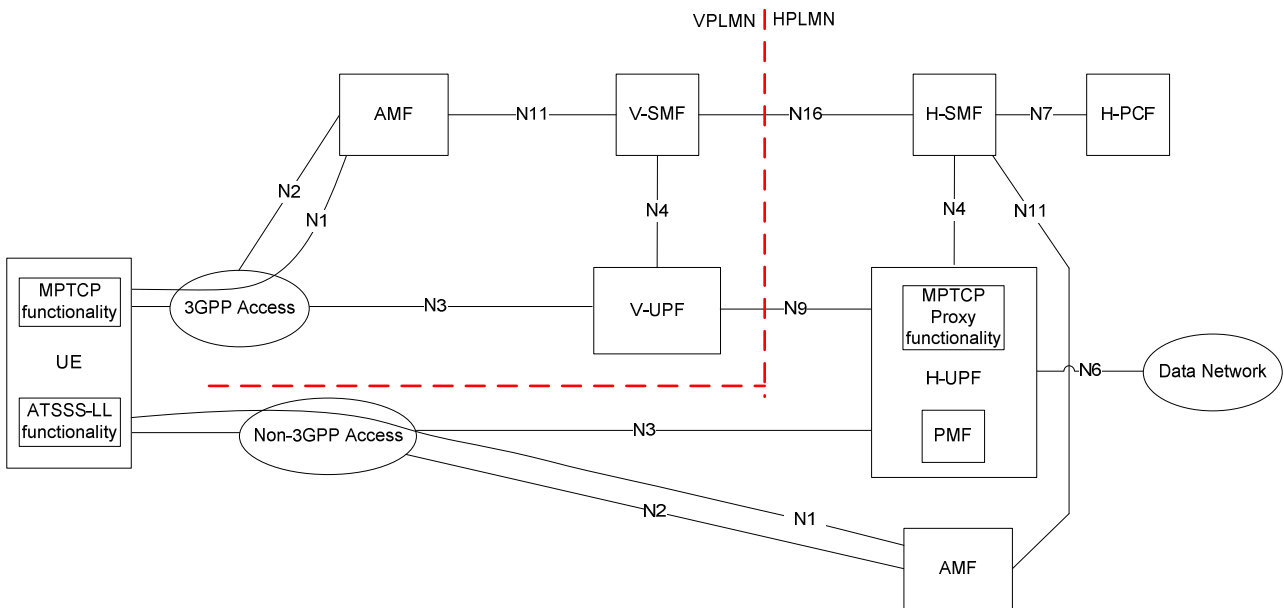 VPLMN
HPLMN
AMF
N11
V-SMF
N16
H-SMF
N7
H-PCF
N2
N1
N4
N4
N11
MPTCP
functionality
UE
ATSSS-LL
functionality
3GPP Access
N3
V-UPF
N9
MPTCP
Proxy
functionality
H-UPF
PMF
N6
Data Network
Non-3GPP Access
N3
N2
N1
AMF